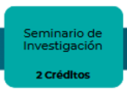 Seminario de
Investigación
2 Créditos